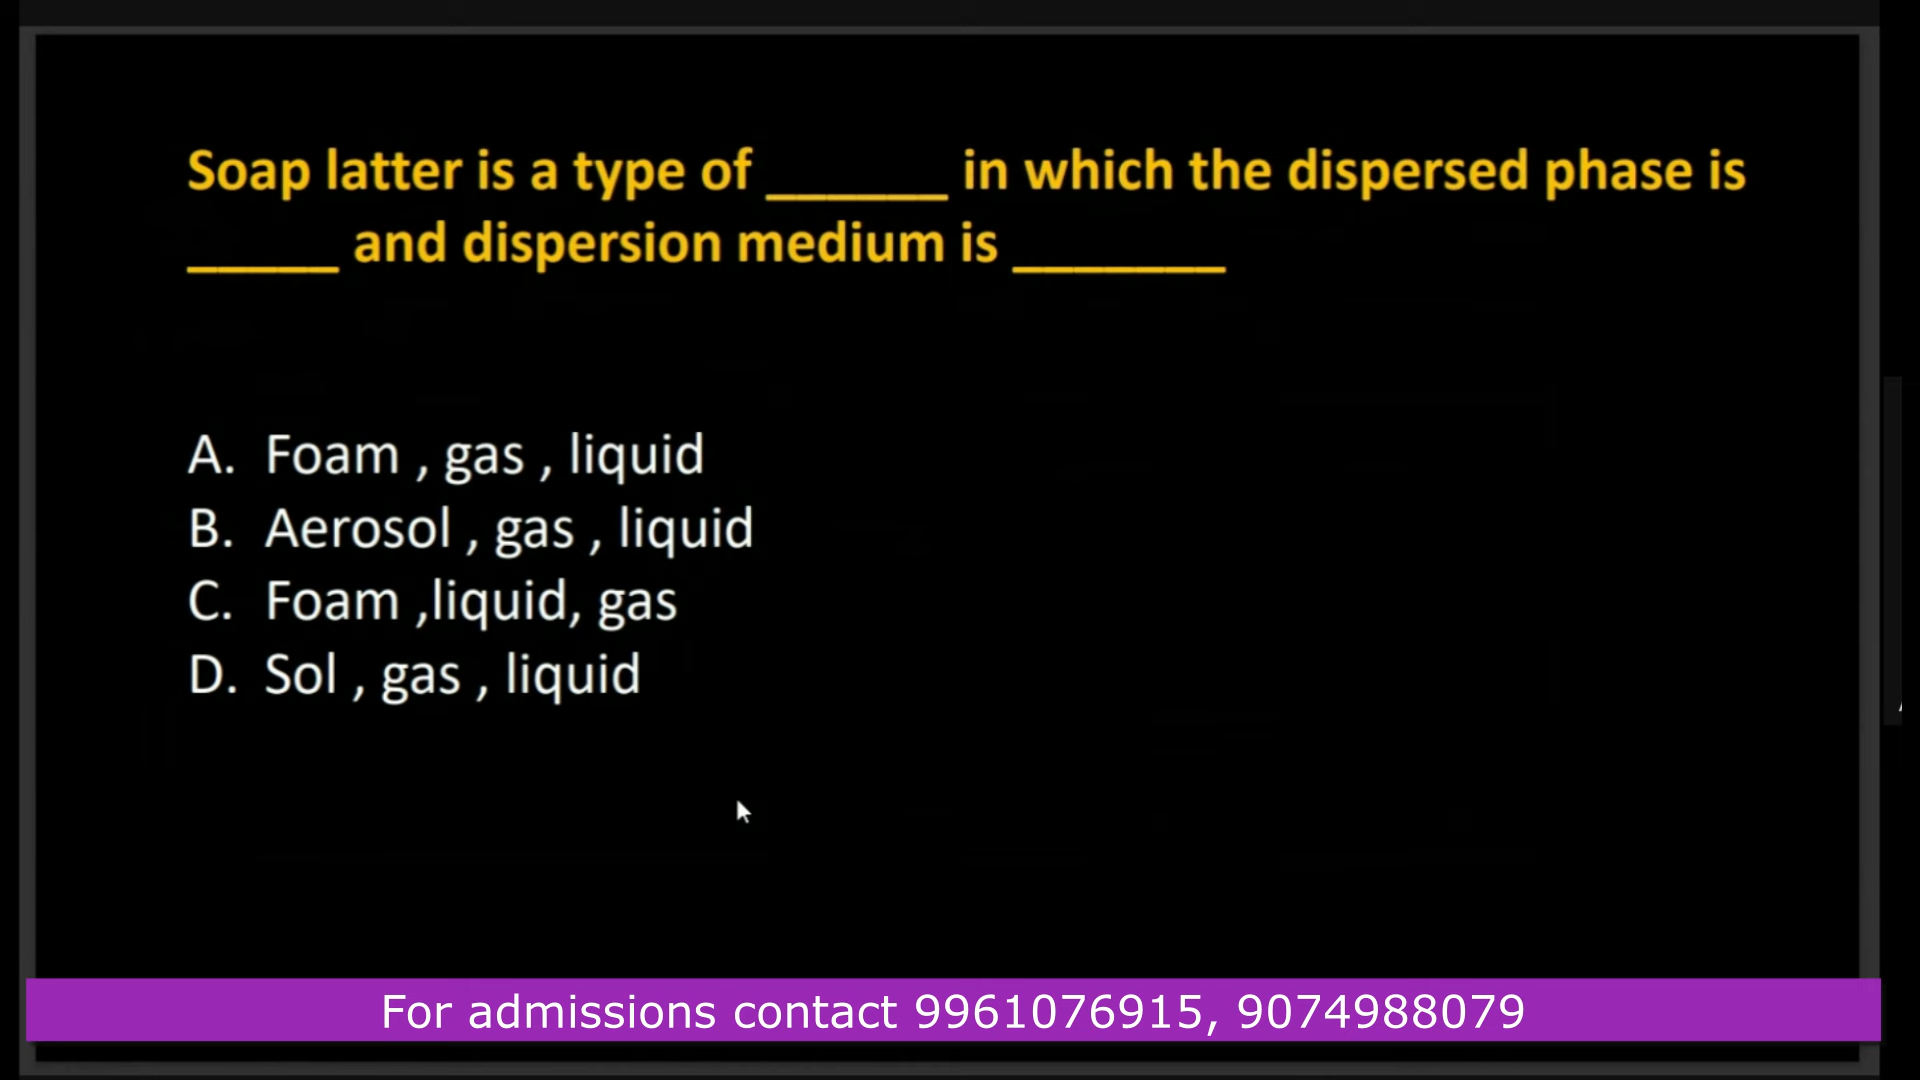 Soap latter is a type of ______ in which the dispersed phase is
_____ and dispersion medium is _______
A. Foam , gas , liquid
B. Aerosol , gas , liquid
C. Foam ,liquid, gas
D. Sol , gas , liquid
For admissions contact 9961076915, 9074988079